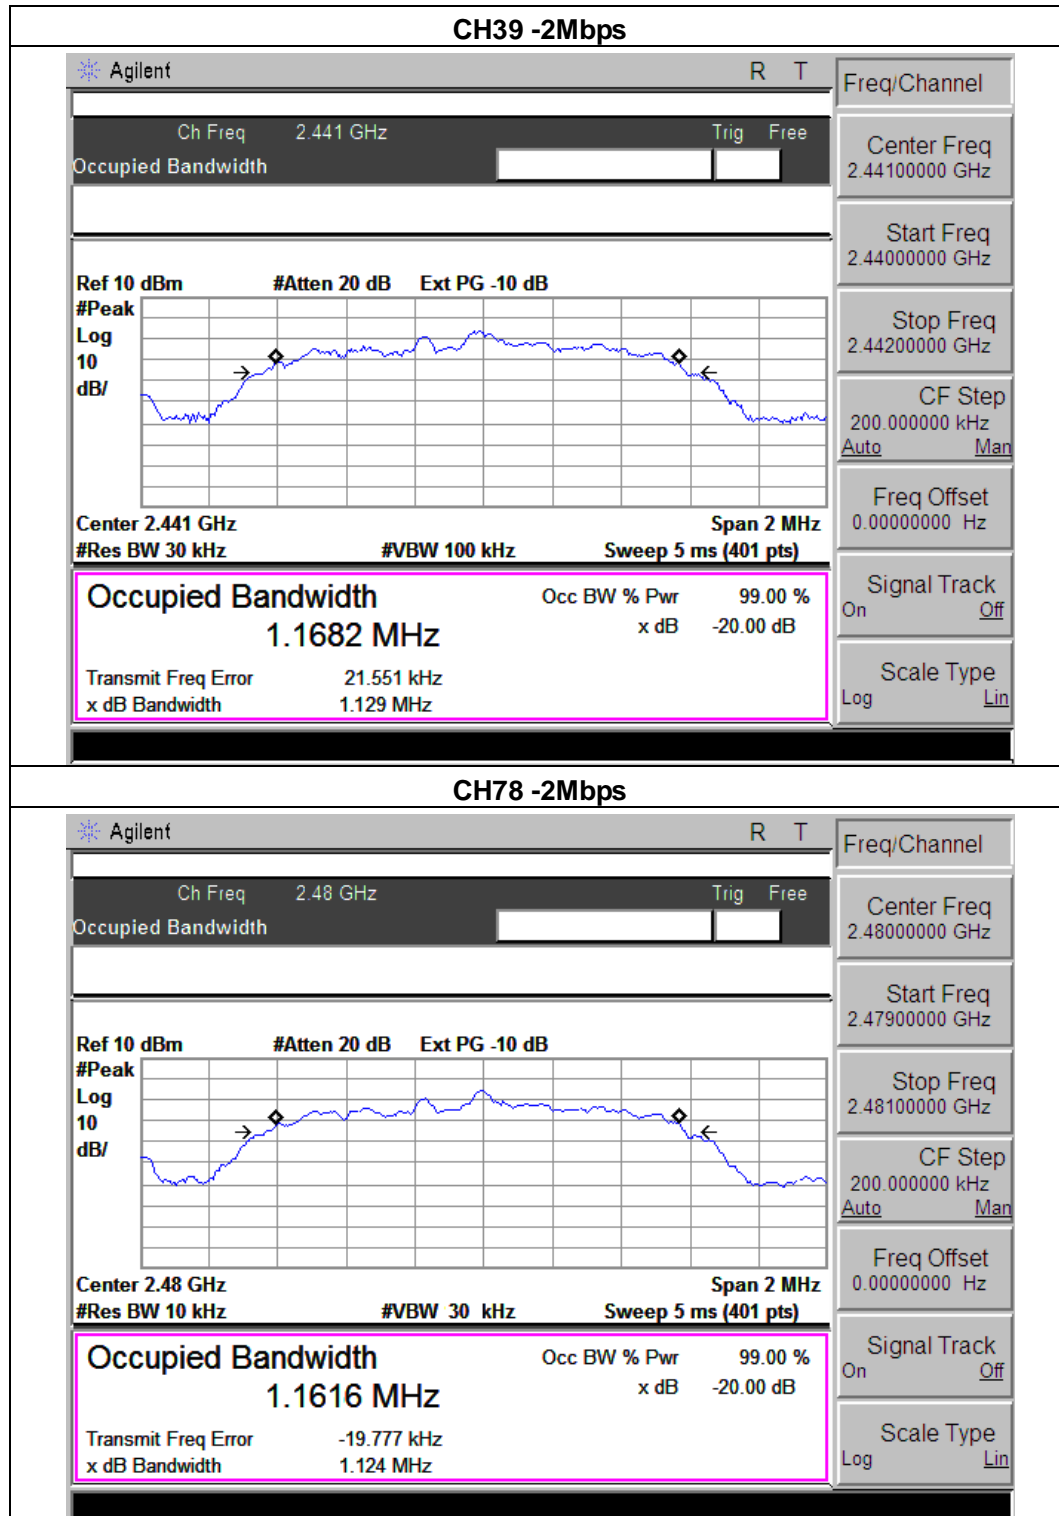 CH39 -2Mbps
Agilent R T
Freq/Channel
Ch Freq 2.441 GHz Trig Free
Occupied Bandwidth
Center Freq
2.44100000 GHz
Start Freq
2.44000000 GHz
Stop Freq
2.44200000 GHz
CF Step
200.000000 kHz
Auto Man
Freq Offset
0.00000000 Hz
Signal Track
On Off
Scale Type
Log Lin
Ref 10 dBm #Atten 20 dB Ext PG -10 dB
#Peak
Log
10
dB/
Center 2.441 GHz Span 2 MHz
#Res BW 30 kHz #VBW 100 kHz Sweep 5 ms (401 pts)
Occupied Bandwidth Occ BW % Pwr 99.00 %
1.1682 MHz x dB -20.00 dB
Transmit Freq Error 21.551 kHz
x dB Bandwidth 1.129 MHz
CH78 -2Mbps
Agilent R T
Freq/Channel
Ch Freq 2.48 GHz Trig Free
Occupied Bandwidth
Center Freq
2.48000000 GHz
Start Freq
2.47900000 GHz
Stop Freq
2.48100000 GHz
CF Step
200.000000 kHz
Auto Man
Freq Offset
0.00000000 Hz
Signal Track
On Off
Scale Type
Log Lin
Ref 10 dBm #Atten 20 dB Ext PG -10 dB
#Peak
Log
10
dB/
Center 2.48 GHz Span 2 MHz
#Res BW 10 kHz #VBW 30 kHz Sweep 5 ms (401 pts)
Occupied Bandwidth Occ BW % Pwr 99.00 %
1.1616 MHz x dB -20.00 dB
Transmit Freq Error -19.777 kHz
x dB Bandwidth 1.124 MHz